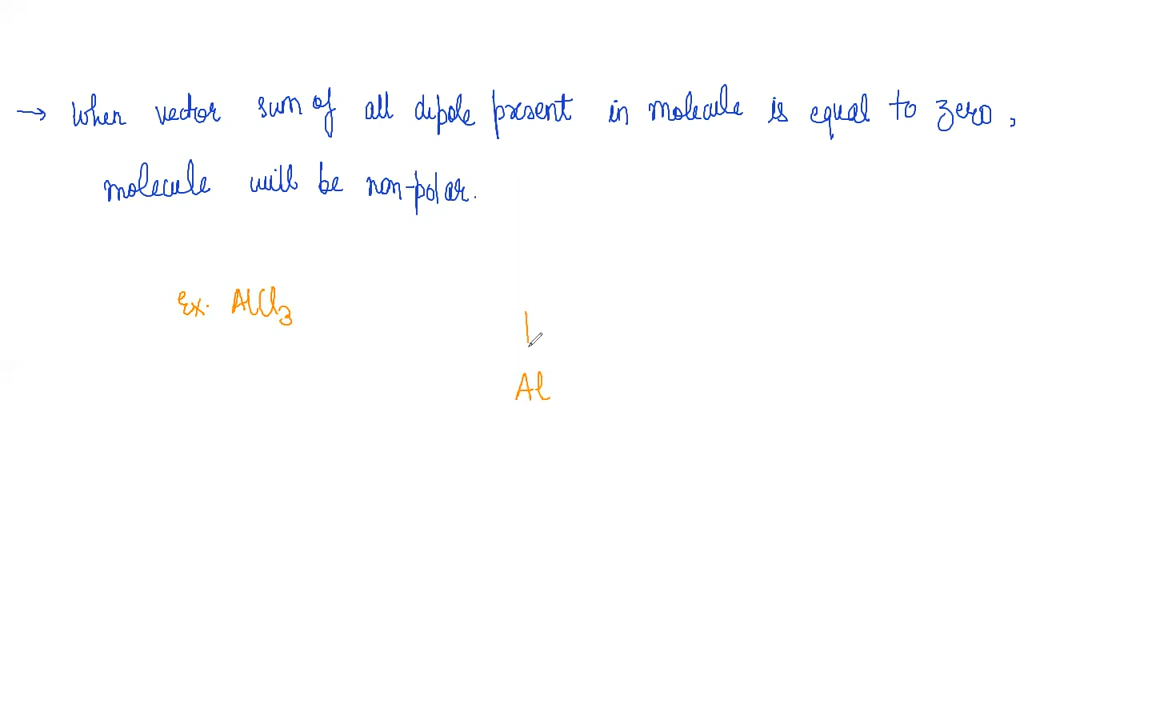 → When vector sum of all dipole present in molecule is equal to zero,
molecule will be non-polar.
Ex. AlCl₃
Al